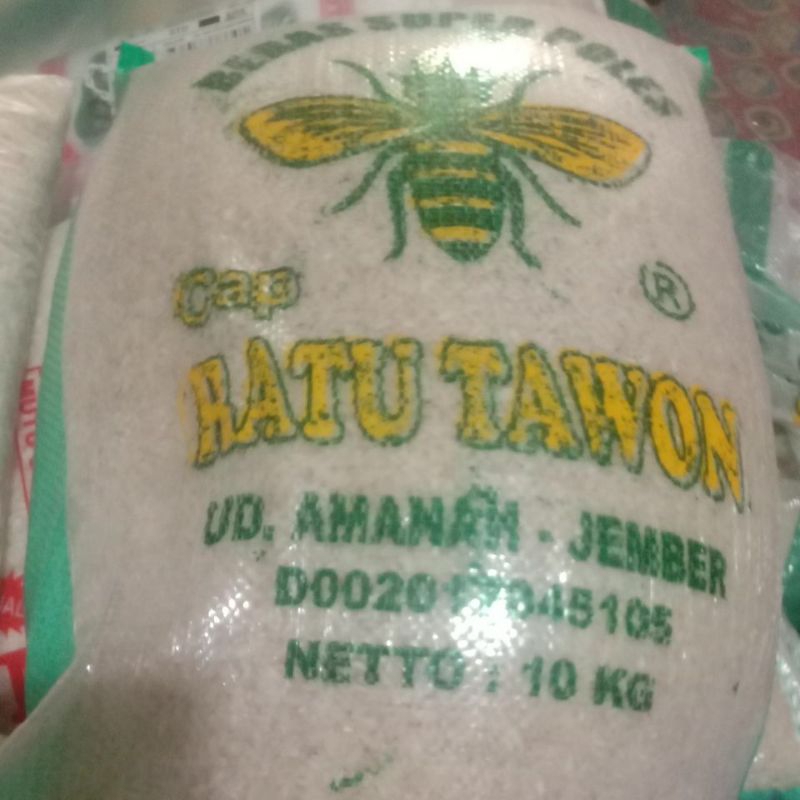 BERAS SUPER POLES
Cap
®
RATU TAWON
UD. AMANAH - JEMBER
NETTO : 10 KG